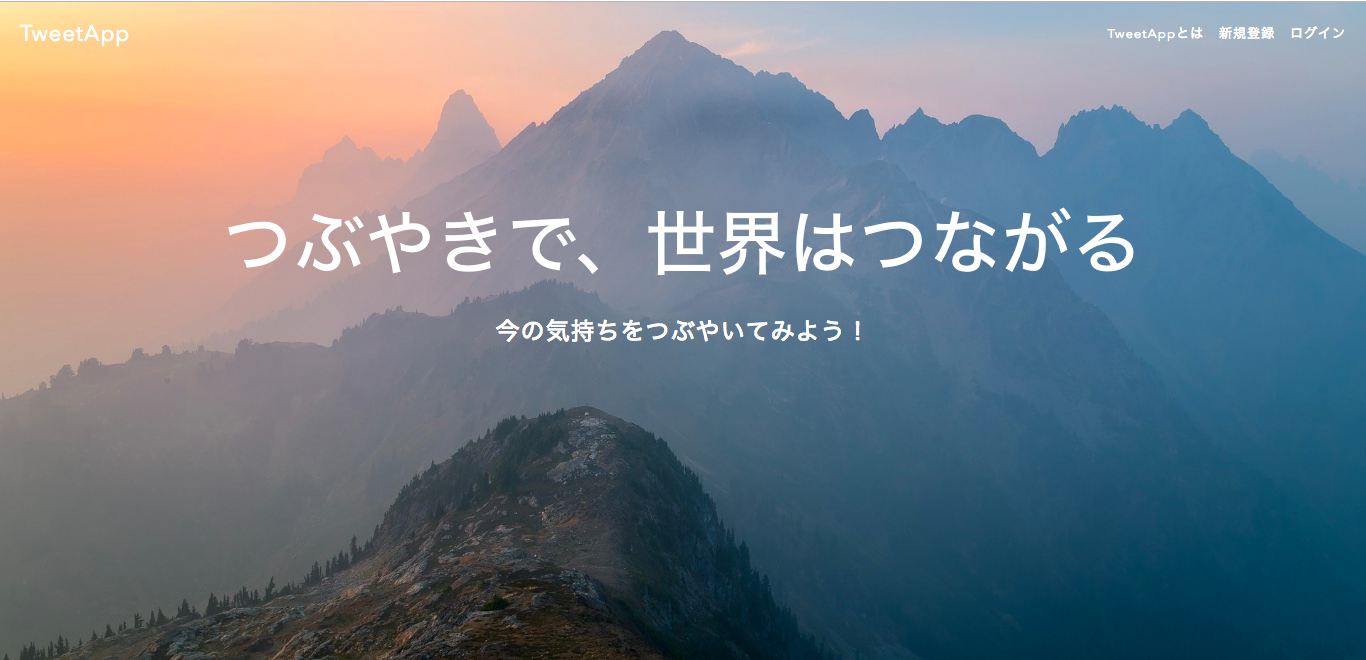 TweetApp
TweetAppとは 新規登録 ログイン
つぶやきで、世界はつながる
今の気持ちをつぶやいてみよう！